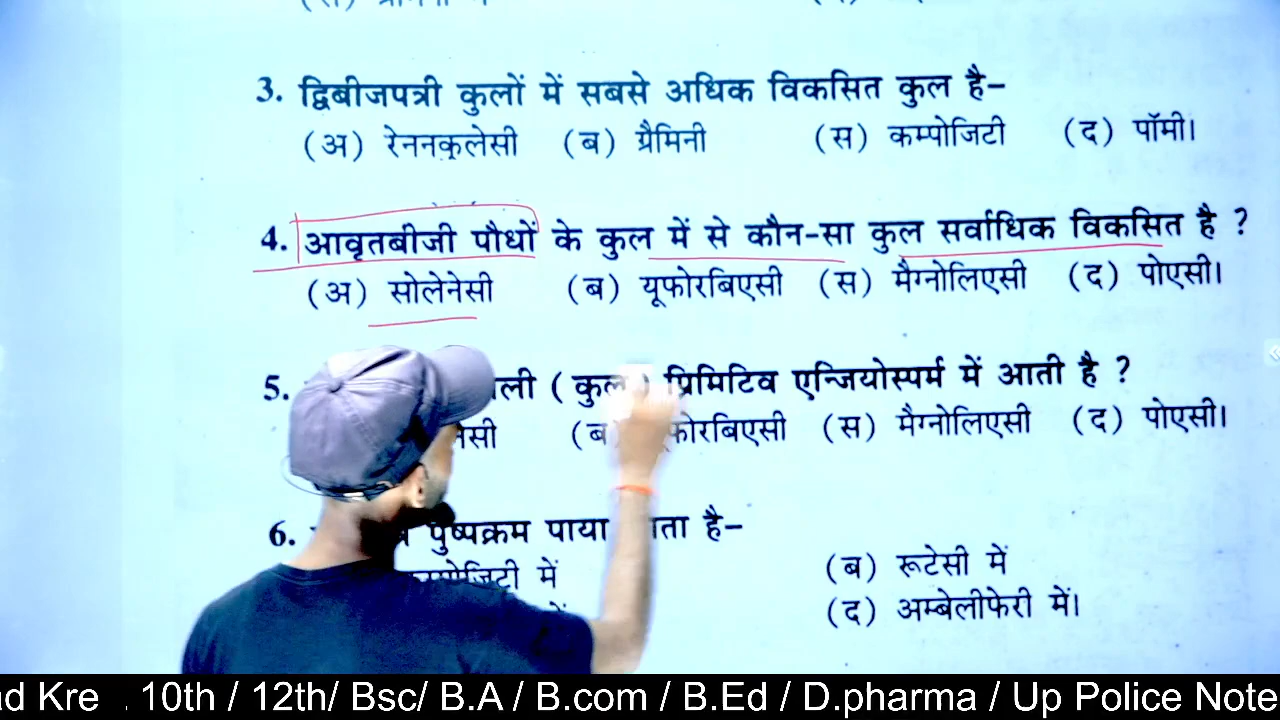 3. द्विबीजपत्री कुलों में सबसे अधिक विकसित कुल है–
(अ) रेननकुलेसी (ब) ग्रैमिनी (स) कम्पोजिटी (द) पॉमी।
4. आवृतबीजी पौधों के कुल में से कौन-सा कुल सर्वाधिक विकसित है ?
(अ) सोलेनेसी (ब) यूफोरबिएसी (स) मैग्नोलिएसी (द) पोएसी।
5. (कुल) प्रिमिटिव एन्जियोस्पर्म में आती है ?
(ब) (स) मैग्नोलिएसी (द) पोएसी।
6. पुष्पक्रम पाया है–
में (ब) रूटेसी में
(द) अम्बेलीफेरी में।
10th / 12th/ Bsc/ B.A / B.com / B.Ed / D.pharma / Up Police Note